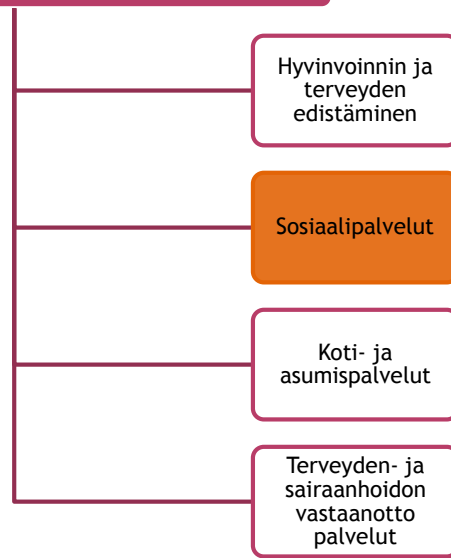 Hyvinvoinnin ja
terveyden
edistäminen
Sosiaalipalvelut
Koti- ja
asumispalvelut
Terveyden- ja
sairaanhoidon
vastaanotto
palvelut